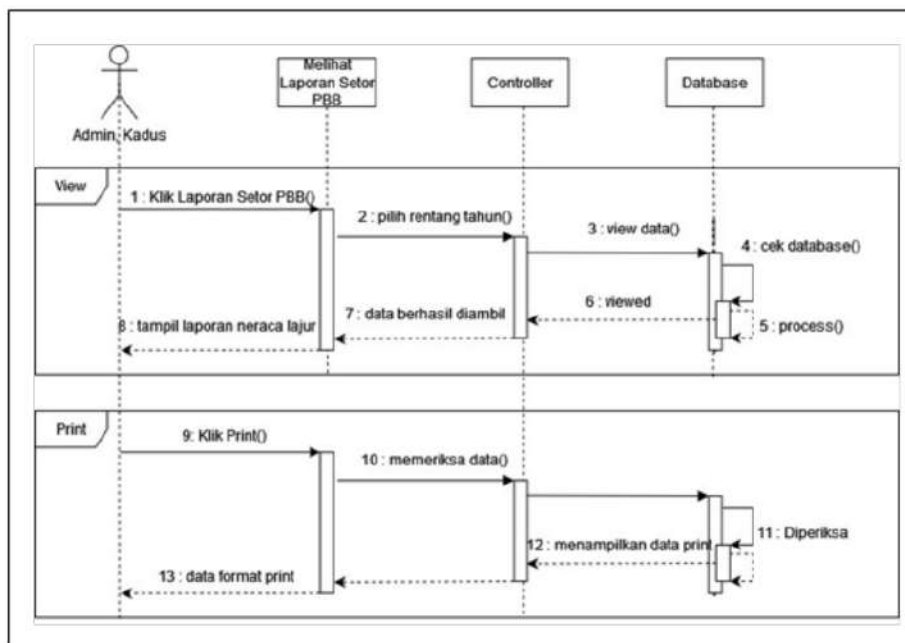 Melihat
Laporan Setor
PBB
Controller
Database
Admin, Kadus
View
1 : Klik Laporan Setor PBB()
2 : pilih rentang tahun()
3 : view data()
4 : cek database()
6 : viewed
7 : data berhasil diambil
8 : tampil laporan neraca lajur
5 : process()
Print
9: Klik Print()
10 : memeriksa data()
11 : Diperiksa
12 : menampilkan data print
13 : data format print